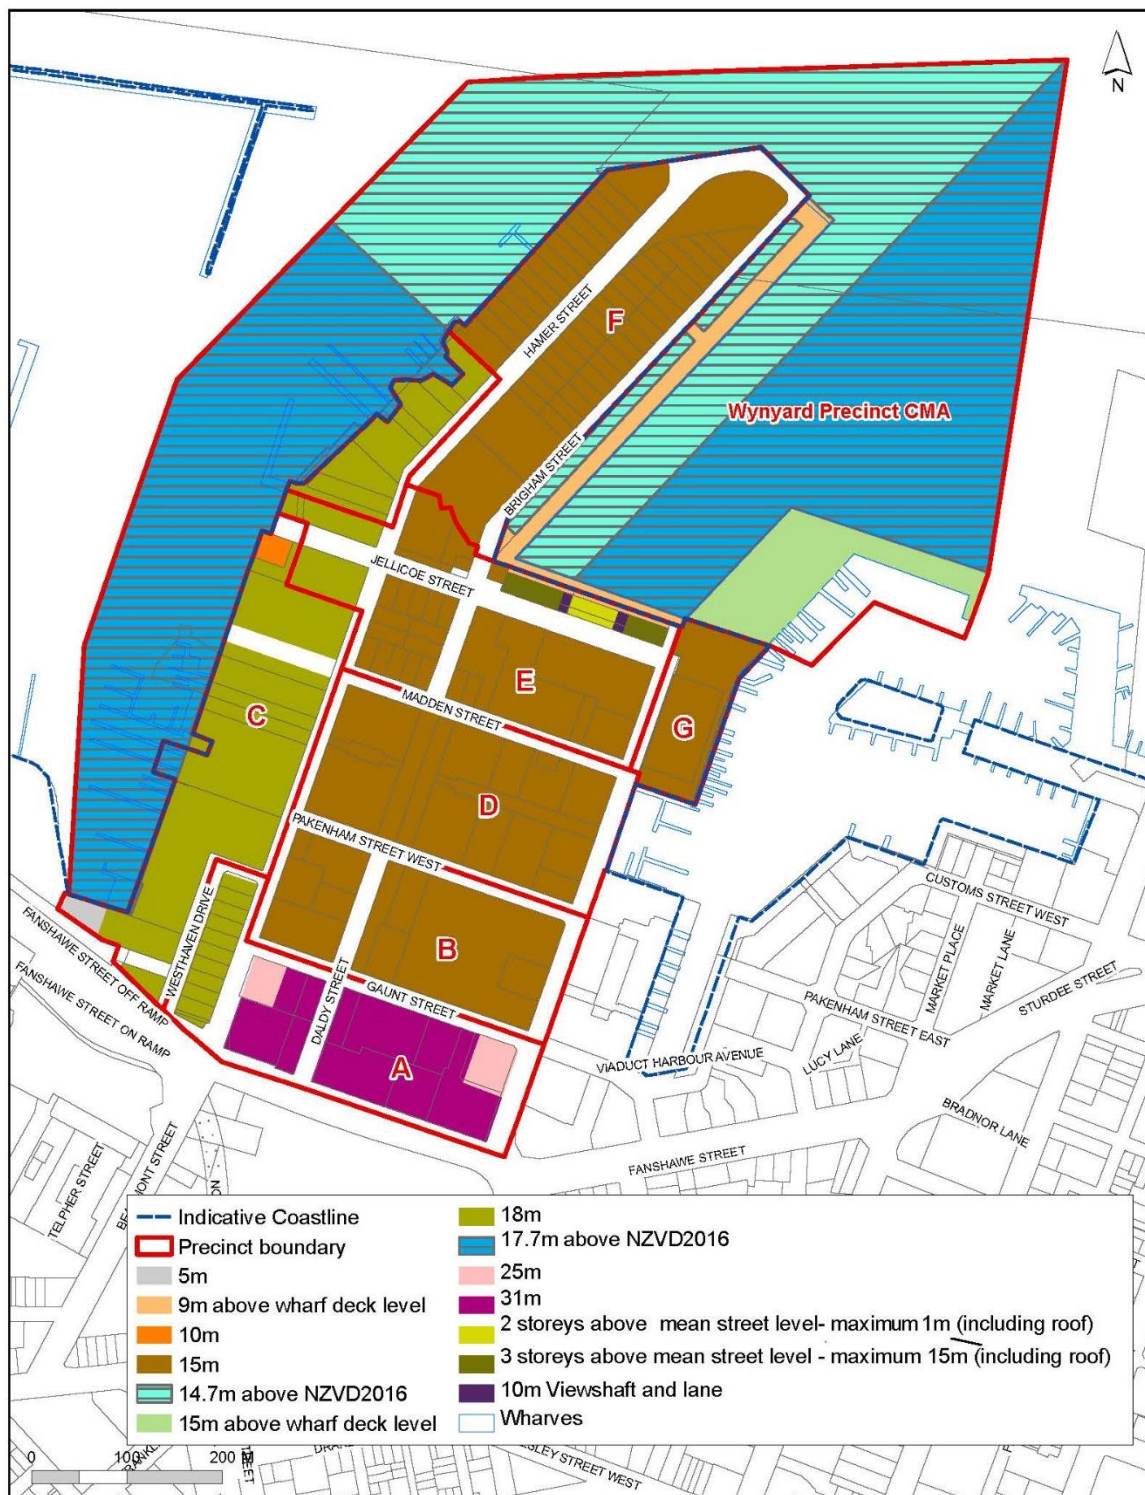 N
F
HAMER STREET
Wynyard Precinct CMA
BRIGHAM STREET
JELLICOE STREET
E
C
MADDEN STREET
G
D
PAKENHAM STREET WEST
CUSTOMS STREET WEST
FANSHAWE STREET OFF RAMP
WESTHAVEN DRIVE
B
MARKET PLACE
MARKET LANE
FANSHAWE STREET ON RAMP
GAUNT STREET
DALDY STREET
STURDEE STREET
PAKENHAM STREET EAST
LUCY LANE
VIADUCT HARBOUR AVENUE
A
BRADNOR LANE
FANSHAWE STREET
TELPHER STREET
Indicative Coastline
Precinct boundary
5m
9m above wharf deck level
10m
15m
14.7m above NZVD2016
15m above wharf deck level
18m
17.7m above NZVD2016
25m
31m
2 storeys above mean street level- maximum 1m (including roof)
3 storeys above mean street level - maximum 15m (including roof)
10m Viewshaft and lane
Wharves
0 100 200 M
STREET WEST